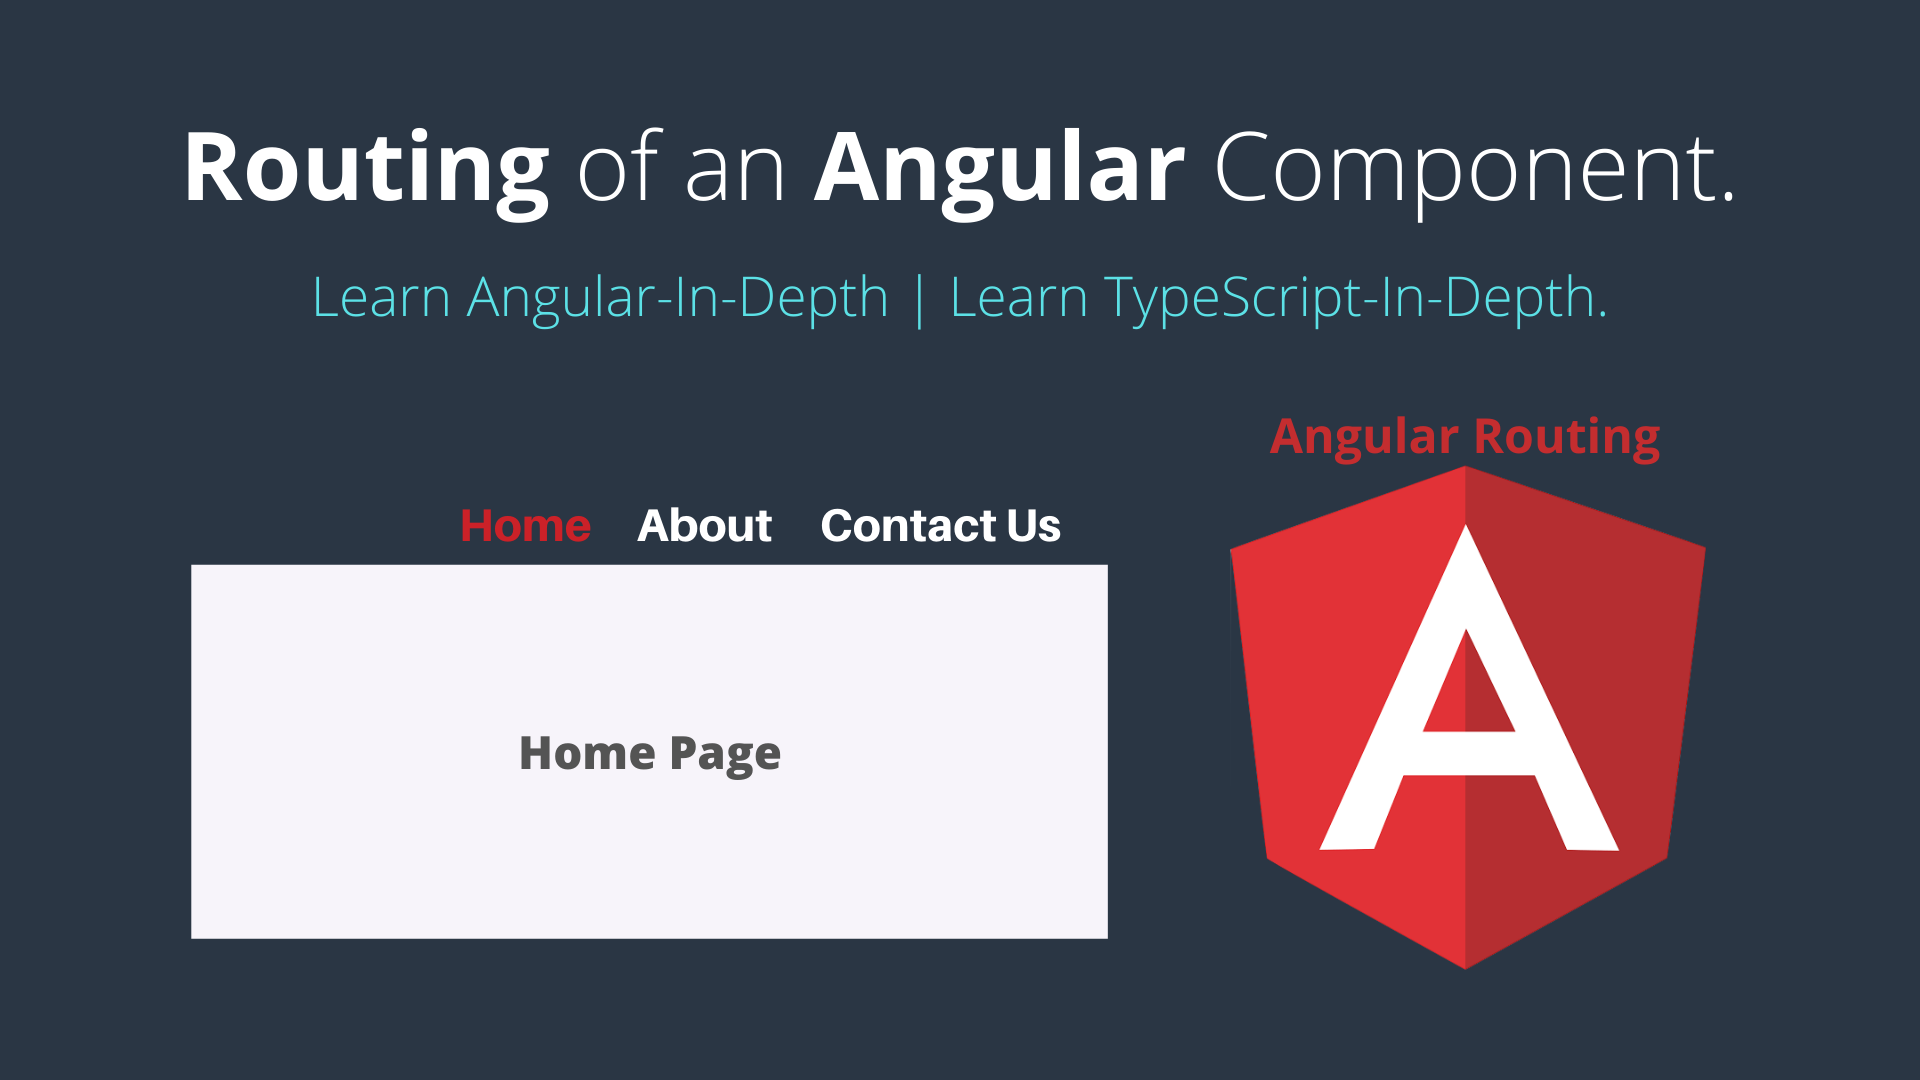 Routing of an Angular Component.
Learn Angular-In-Depth | Learn TypeScript-In-Depth.
Angular Routing
Home About Contact Us
Home Page
A